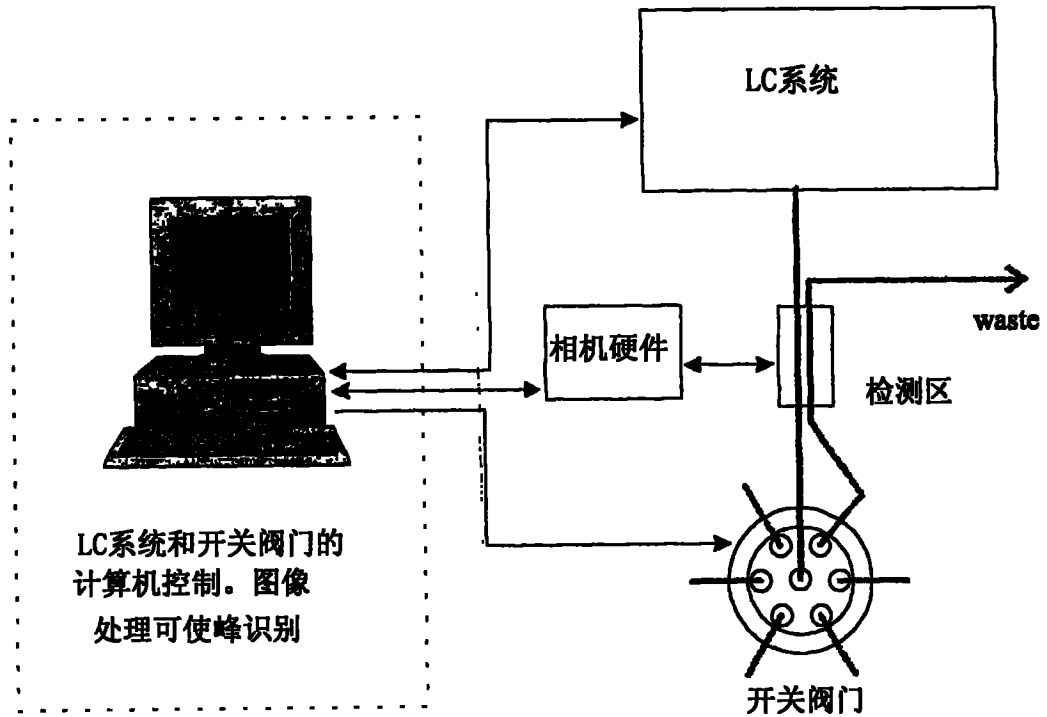 LC系统
相机硬件
waste
检测区
LC系统和开关阀门的
计算机控制。图像
处理可使峰识别
开关阀门